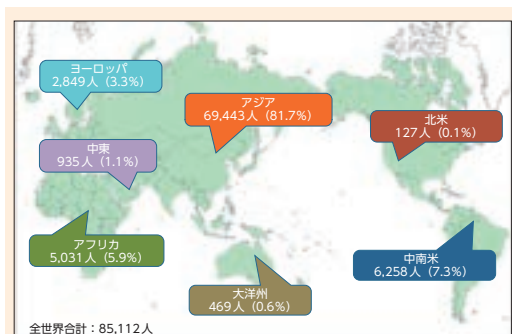 ヨーロッパ
2,849人（3.3%）
アジア
69,443人（81.7%）
北米
127人（0.1%）
中東
935人（1.1%）
アフリカ
5,031人（5.9%）
中南米
6,258人（7.3%）
大洋州
469人（0.6%）
全世界合計：85,112人